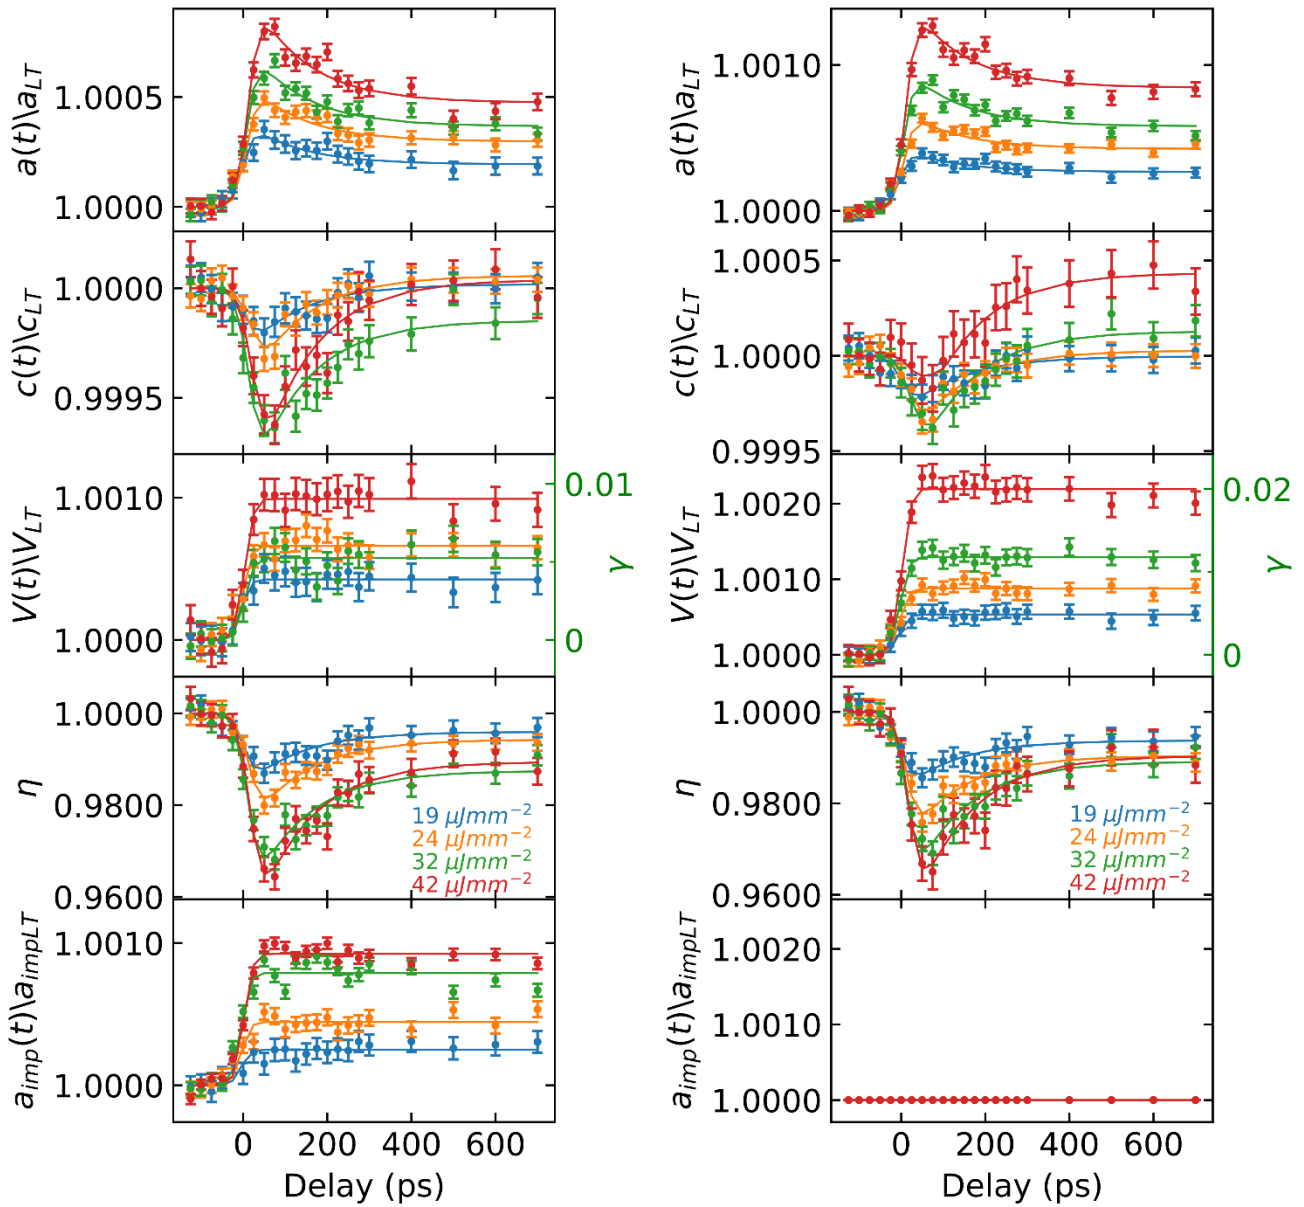 a(t)\a_LT
1.0005
1.0000
c(t)\c_LT
1.0000
0.9995
V(t)\V_LT
1.0010
1.0000
0.01
0
γ
η
1.0000
0.9800
0.9600
19 μJmm⁻²
24 μJmm⁻²
32 μJmm⁻²
42 μJmm⁻²
a_imp(t)\a_impLT
1.0010
1.0000
0 200 400 600
Delay (ps)
a(t)\a_LT
1.0010
1.0000
c(t)\c_LT
1.0005
1.0000
0.9995
V(t)\V_LT
1.0020
1.0010
1.0000
0.02
0
γ
η
1.0000
0.9800
0.9600
19 μJmm⁻²
24 μJmm⁻²
32 μJmm⁻²
42 μJmm⁻²
a_imp(t)\a_impLT
1.0020
1.0010
1.0000
0 200 400 600
Delay (ps)